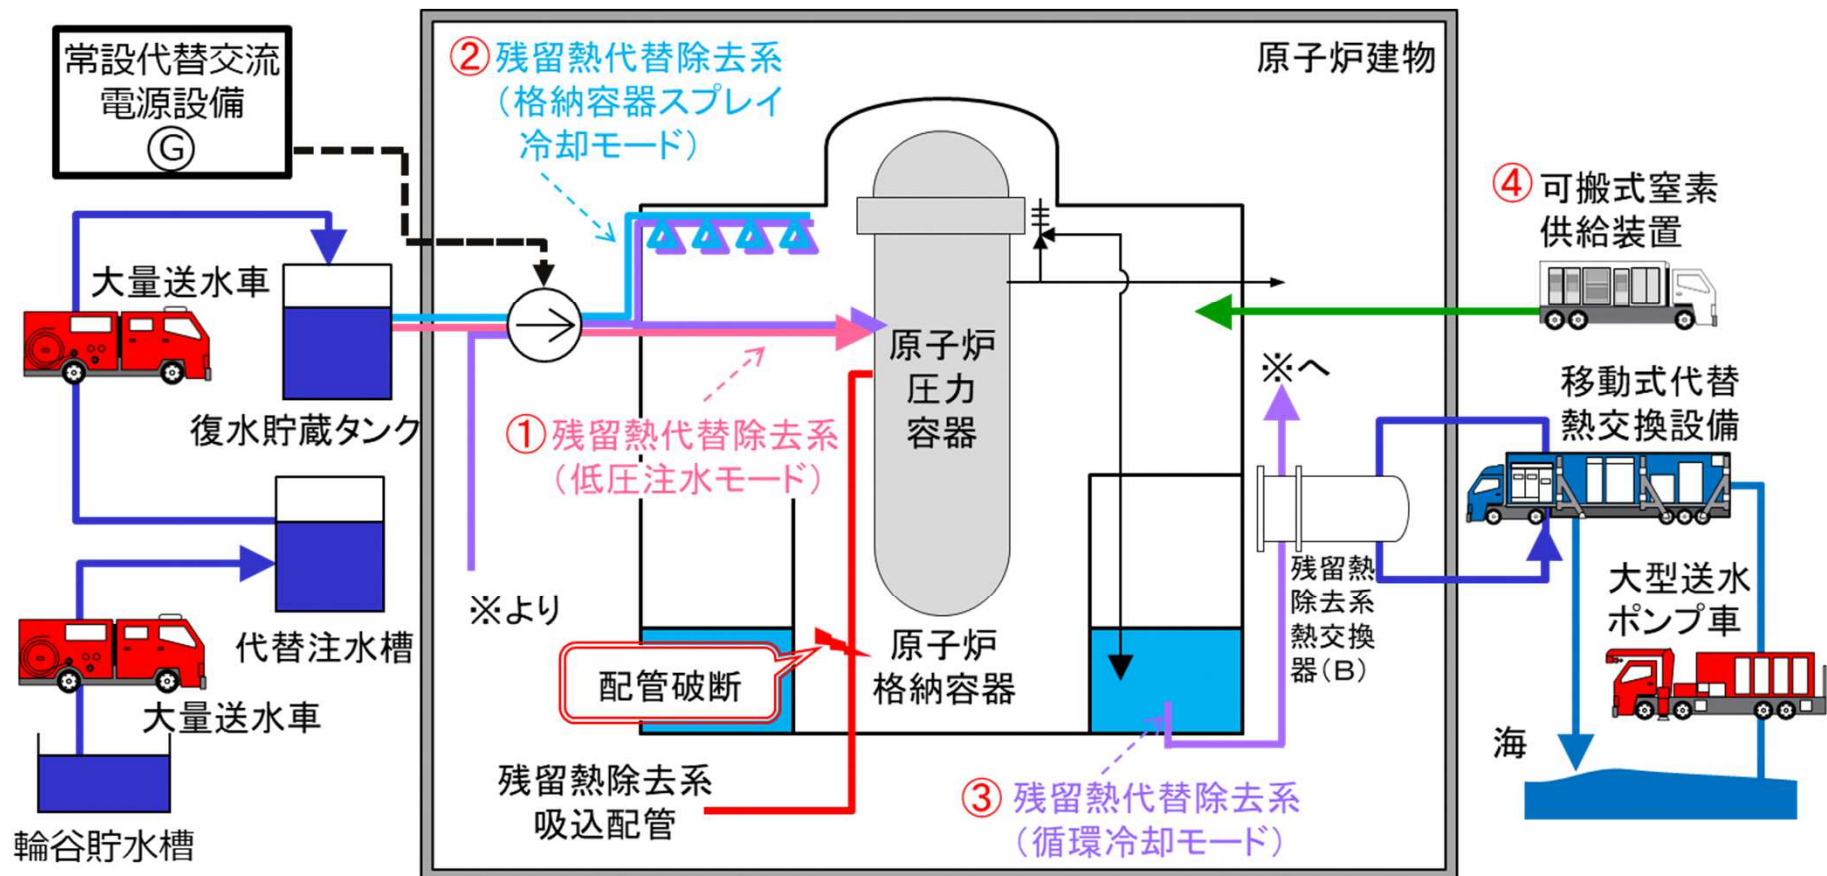 常設代替交流
電源設備
G
②残留熱代替除去系
(格納容器スプレイ
冷却モード)
原子炉建物
④可搬式窒素
供給装置
大量送水車
復水貯蔵タンク
①残留熱代替除去系
(低圧注水モード)
原子炉
圧力
容器
※へ
移動式代替
熱交換設備
※より
代替注水槽
残留熱
除去系
熱交換
器(B)
大型送水
ポンプ車
配管破断
原子炉
格納容器
大量送水車
海
残留熱除去系
吸込配管
③残留熱代替除去系
(循環冷却モード)
輪谷貯水槽